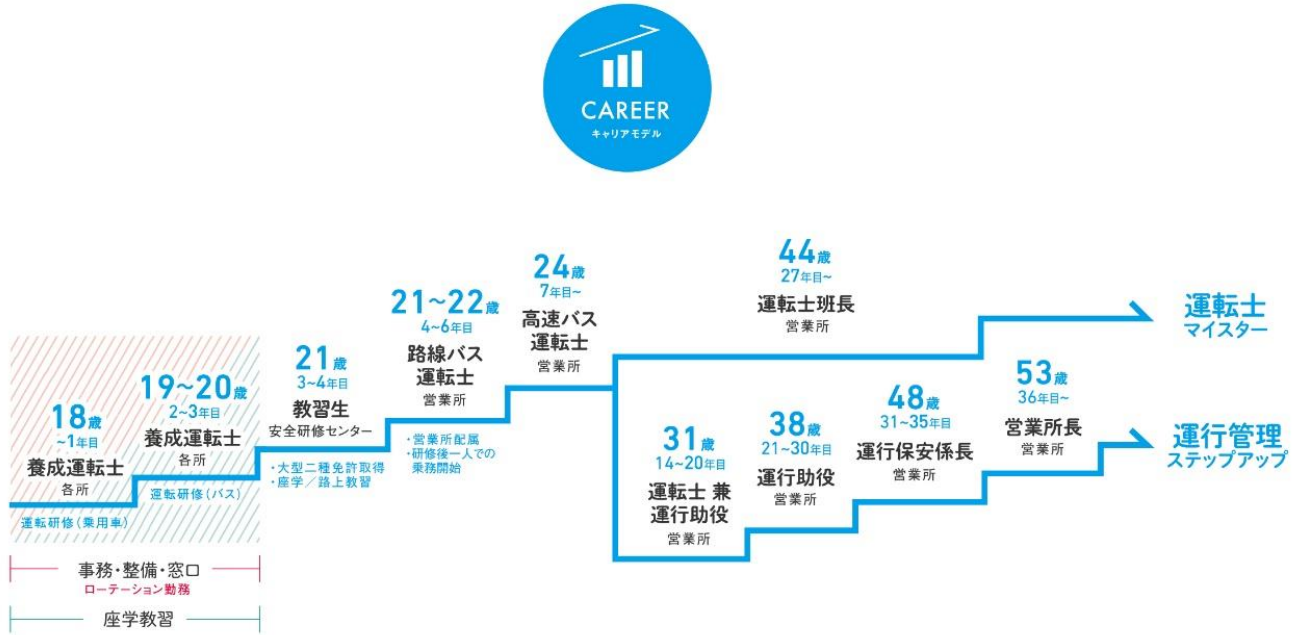 CAREER
キャリアモデル
18歳
~1年目
養成運転士
各所
運転研修(乗用車)
19~20歳
2~3年目
養成運転士
各所
運転研修(バス)
事務・整備・窓口
ローテーション勤務
座学教習
21歳
3~4年目
教習生
安全研修センター
・大型二種免許取得
・座学/路上教習
21~22歳
4~6年目
路線バス
運転士
営業所
・営業所配属
・研修後一人での
乗務開始
24歳
7年目~
高速バス
運転士
営業所
44歳
27年目~
運転士班長
営業所
運転士
マイスター
31歳
14~20年目
運転士 兼
運行助役
営業所
38歳
21~30年目
運行助役
営業所
48歳
31~35年目
運行保安係長
営業所
53歳
36年目~
営業所長
営業所
運行管理
ステップアップ